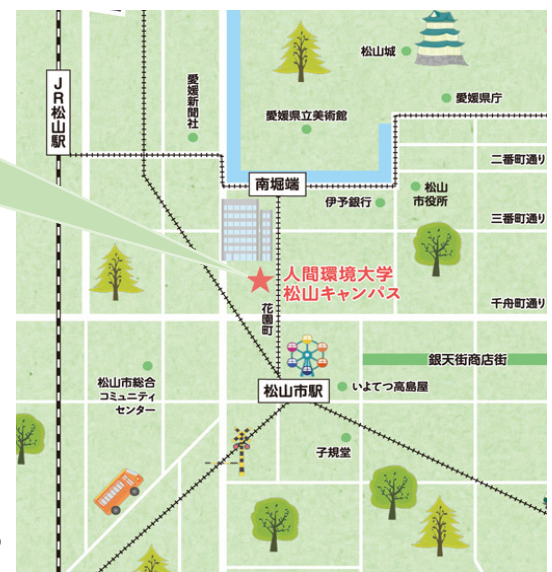 松山城
JR松山駅
愛媛新聞社
愛媛県庁
愛媛県立美術館
二番町通り
南堀端
伊予銀行
松山
市役所
三番町通り
人間環境大学
松山キャンパス
花園町
千舟町通り
銀天街商店街
松山市総合
コミュニティ
センター
松山市駅
いよてつ高島屋
子規堂